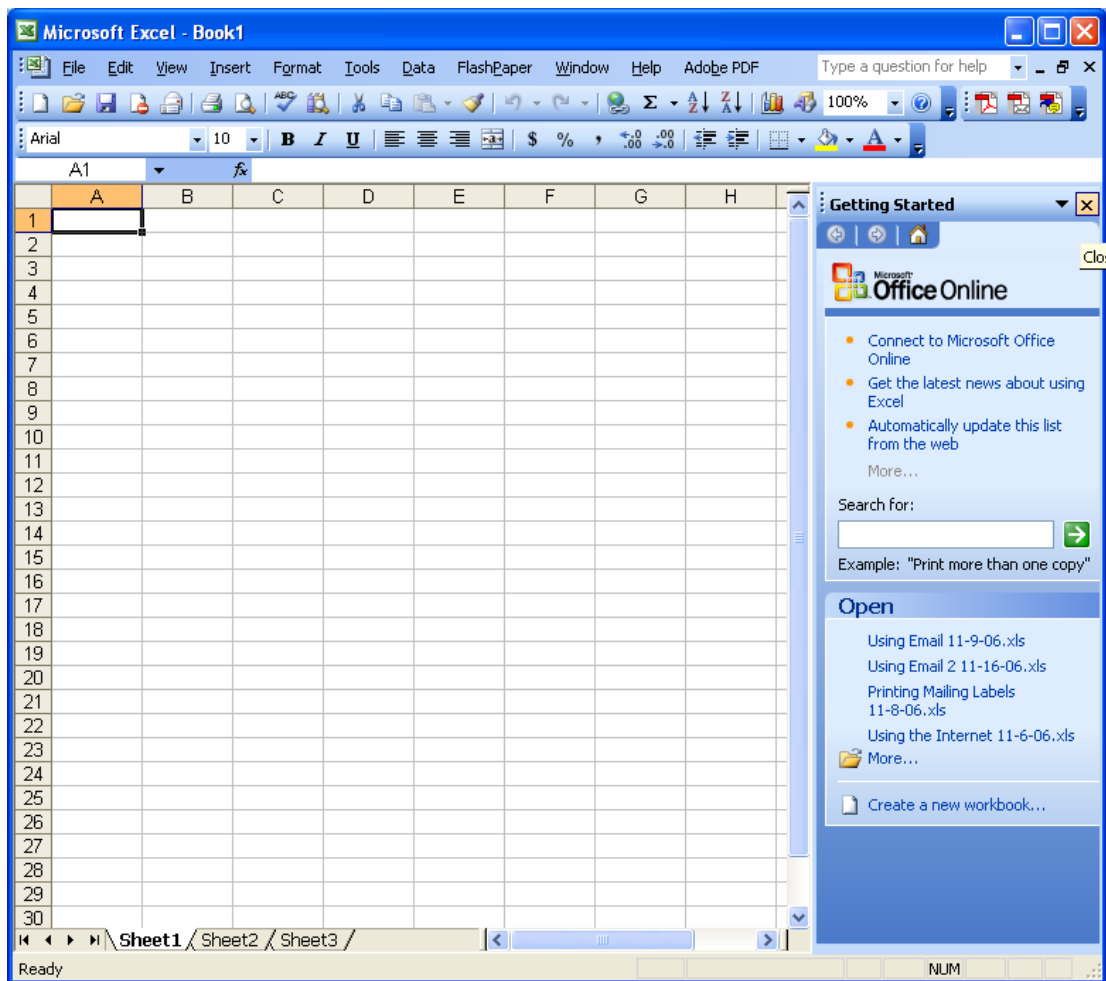 Microsoft Excel - Book1
File Edit View Insert Format Tools Data FlashPaper Window Help Adobe PDF Type a question for help
ABC Σ A Z Z A 100%
Arial 10 B I U a $ % , .00 .00 A
A1 fx
A B C D E F G H
1
2
3
4
5
6
7
8
9
10
11
12
13
14
15
16
17
18
19
20
21
22
23
24
25
26
27
28
29
30
Sheet1 Sheet2 Sheet3
Ready NUM
Getting Started
Clo
Microsoft
Office Online
Connect to Microsoft Office
Online
Get the latest news about using
Excel
Automatically update this list
from the web
More...
Search for:
Example: "Print more than one copy"
Open
Using Email 11-9-06.xls
Using Email 2 11-16-06.xls
Printing Mailing Labels
11-8-06.xls
Using the Internet 11-6-06.xls
More...
Create a new workbook...